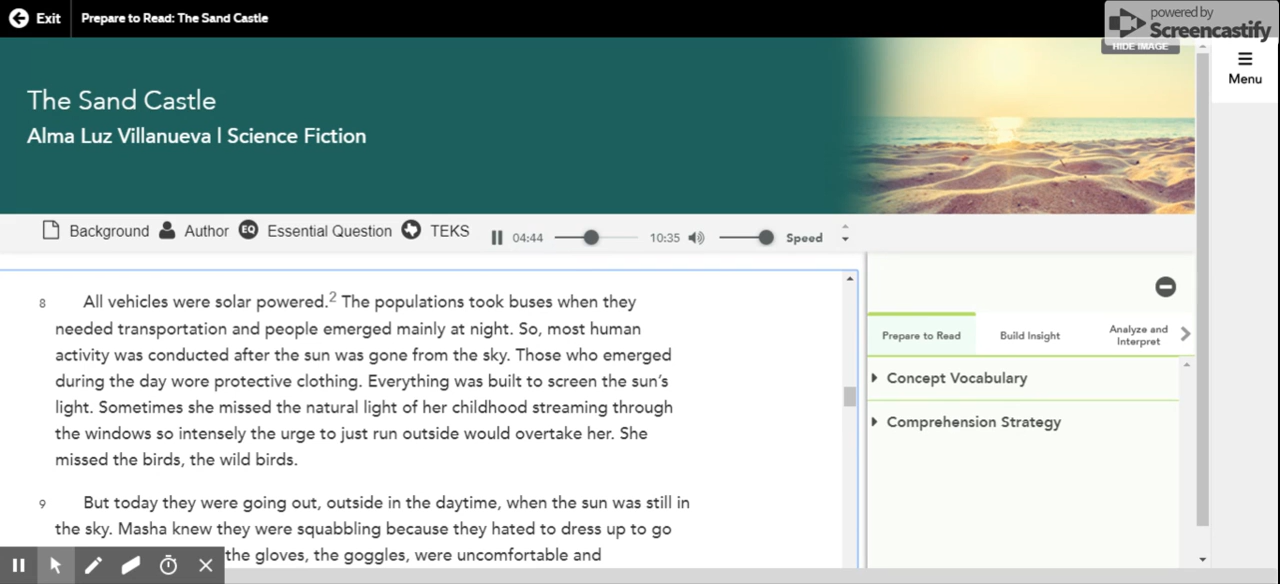 Exit Prepare to Read: The Sand Castle
powered by
Screencastify
HIDE IMAGE
Menu
The Sand Castle
Alma Luz Villanueva | Science Fiction
Background Author EQ Essential Question TEKS 04:44 10:35 Speed
8 All vehicles were solar powered.2 The populations took buses when they
needed transportation and people emerged mainly at night. So, most human
activity was conducted after the sun was gone from the sky. Those who emerged
during the day wore protective clothing. Everything was built to screen the sun's
light. Sometimes she missed the natural light of her childhood streaming through
the windows so intensely the urge to just run outside would overtake her. She
missed the birds, the wild birds.
9 But today they were going out, outside in the daytime, when the sun was still in
the sky. Masha knew they were squabbling because they hated to dress up to go
the gloves, the goggles, were uncomfortable and
Prepare to Read Build Insight Analyze and
Interpret
Concept Vocabulary
Comprehension Strategy